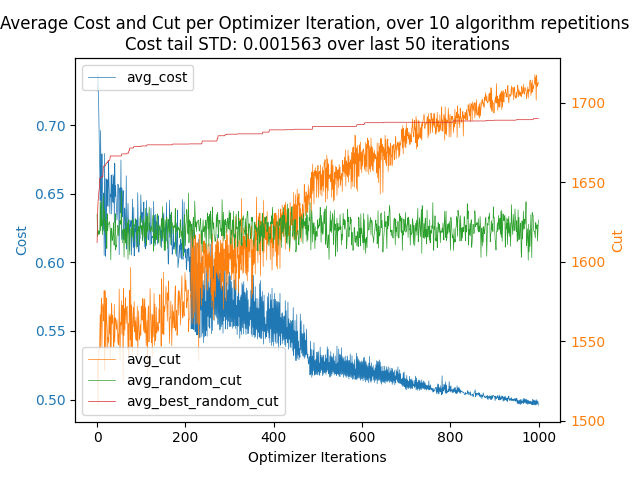 Average Cost and Cut per Optimizer Iteration, over 10 algorithm repetitions
Cost tail STD: 0.001563 over last 50 iterations
avg_cost
0.70
0.65
0.60
0.55
0.50
Cost
1700
1650
1600
1550
1500
Cut
avg_cut
avg_random_cut
avg_best_random_cut
0 200 400 600 800 1000
Optimizer Iterations